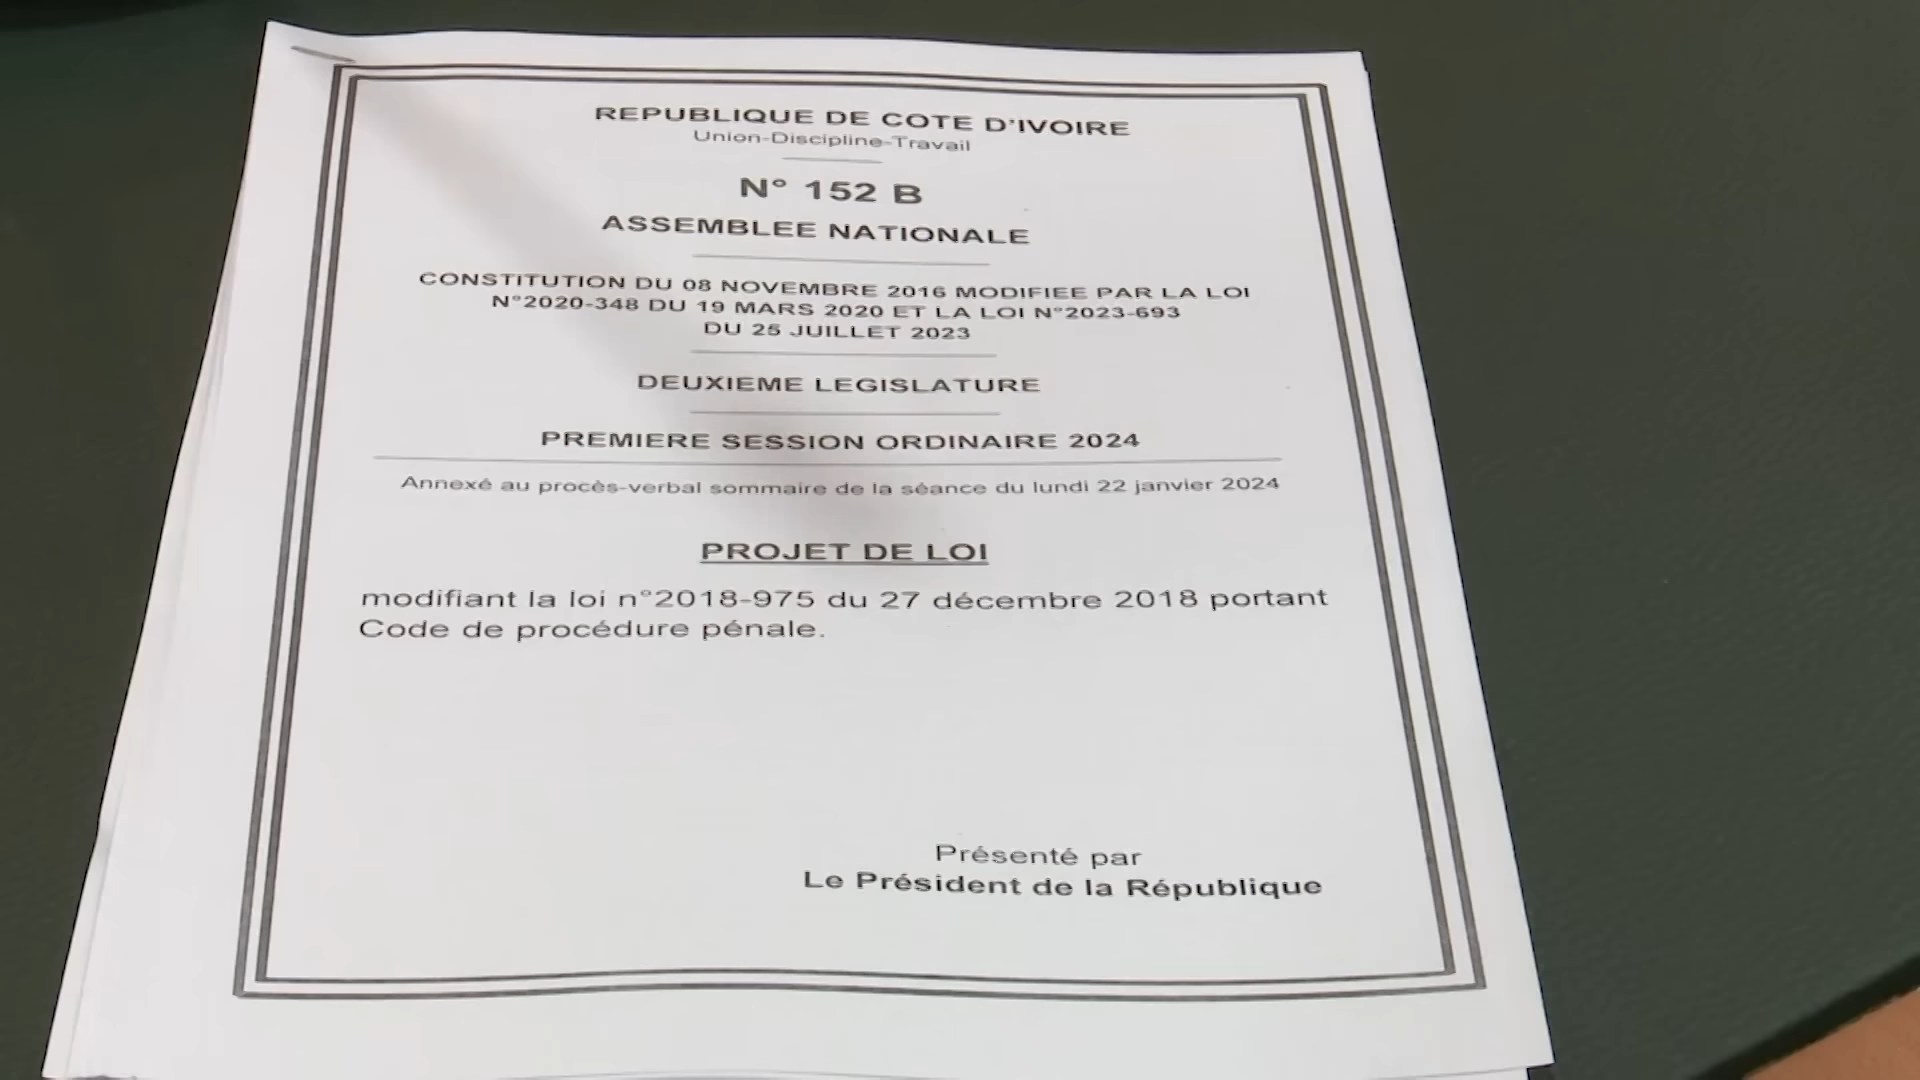 REPUBLIQUE DE COTE D'IVOIRE
Union-Discipline-Travail
N° 152 B
ASSEMBLEE NATIONALE
CONSTITUTION DU 08 NOVEMBRE 2016 MODIFIEE PAR LA LOI
N°2020-348 DU 19 MARS 2020 ET LA LOI N°2023-693
DU 25 JUILLET 2023
DEUXIEME LEGISLATURE
PREMIERE SESSION ORDINAIRE 2024
Annexé au procès-verbal sommaire de la séance du lundi 22 janvier 2024
PROJET DE LOI
modifiant la loi n°2018-975 du 27 décembre 2018 portant
Code de procédure pénale.
Présenté par
Le Président de la République